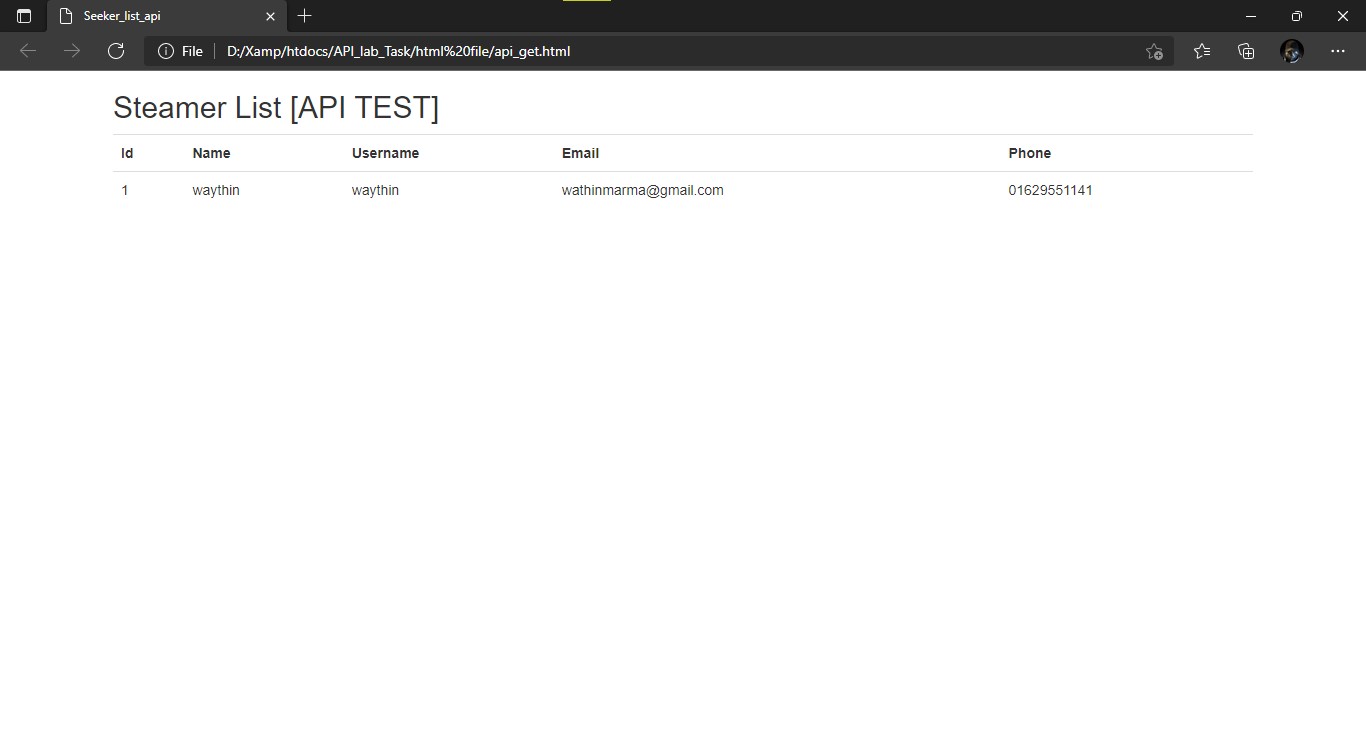 Seeker_list_api
File D:/Xamp/htdocs/API_lab_Task/html%20file/api_get.html
Steamer List [API TEST]
Id Name Username Email Phone
1 waythin waythin wathinmarma@gmail.com 01629551141